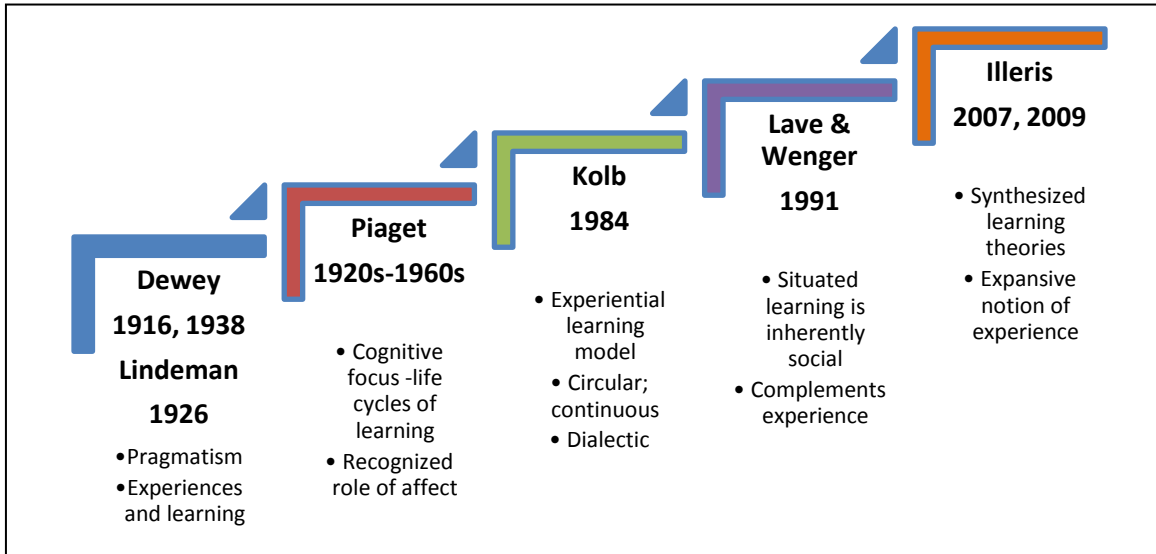 Dewey
1916, 1938
Lindeman
1926
•Pragmatism
•Experiences
and learning
Piaget
1920s-1960s
• Cognitive
focus -life
cycles of
learning
• Recognized
role of affect
Kolb
1984
• Experiential
learning
model
• Circular;
continuous
• Dialectic
Lave &
Wenger
1991
• Situated
learning is
inherently
social
• Complements
experience
Illeris
2007, 2009
• Synthesized
learning
theories
• Expansive
notion of
experience